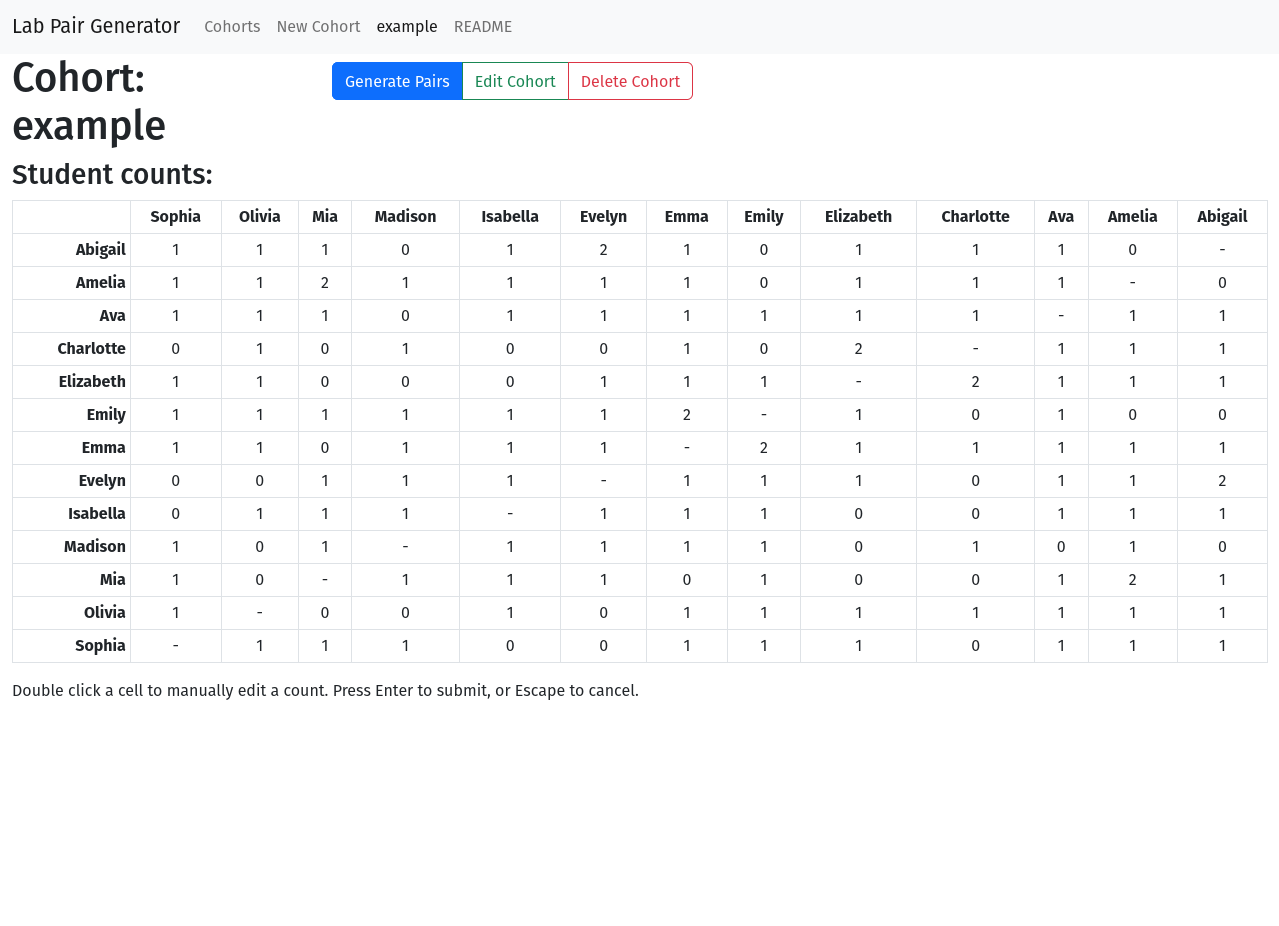 Lab Pair Generator Cohorts New Cohort example README
Cohort: example
Generate Pairs Edit Cohort Delete Cohort
Student counts:
Sophia Olivia Mia Madison Isabella Evelyn Emma Emily Elizabeth Charlotte Ava Amelia Abigail
Abigail 1 1 1 0 1 2 1 0 1 1 1 0 -
Amelia 1 1 2 1 1 1 1 0 1 1 1 - 0
Ava 1 1 1 0 1 1 1 1 1 1 - 1 1
Charlotte 0 1 0 1 0 0 1 0 2 - 1 1 1
Elizabeth 1 1 0 0 0 1 1 1 - 2 1 1 1
Emily 1 1 1 1 1 1 2 - 1 0 1 0 0
Emma 1 1 0 1 1 1 - 2 1 1 1 1 1
Evelyn 0 0 1 1 1 - 1 1 1 0 1 1 2
Isabella 0 1 1 1 - 1 1 1 0 0 1 1 1
Madison 1 0 1 - 1 1 1 1 0 1 0 1 0
Mia 1 0 - 1 1 1 0 1 0 0 1 2 1
Olivia 1 - 0 0 1 0 1 1 1 1 1 1 1
Sophia - 1 1 1 0 0 1 1 1 0 1 1 1
Double click a cell to manually edit a count. Press Enter to submit, or Escape to cancel.